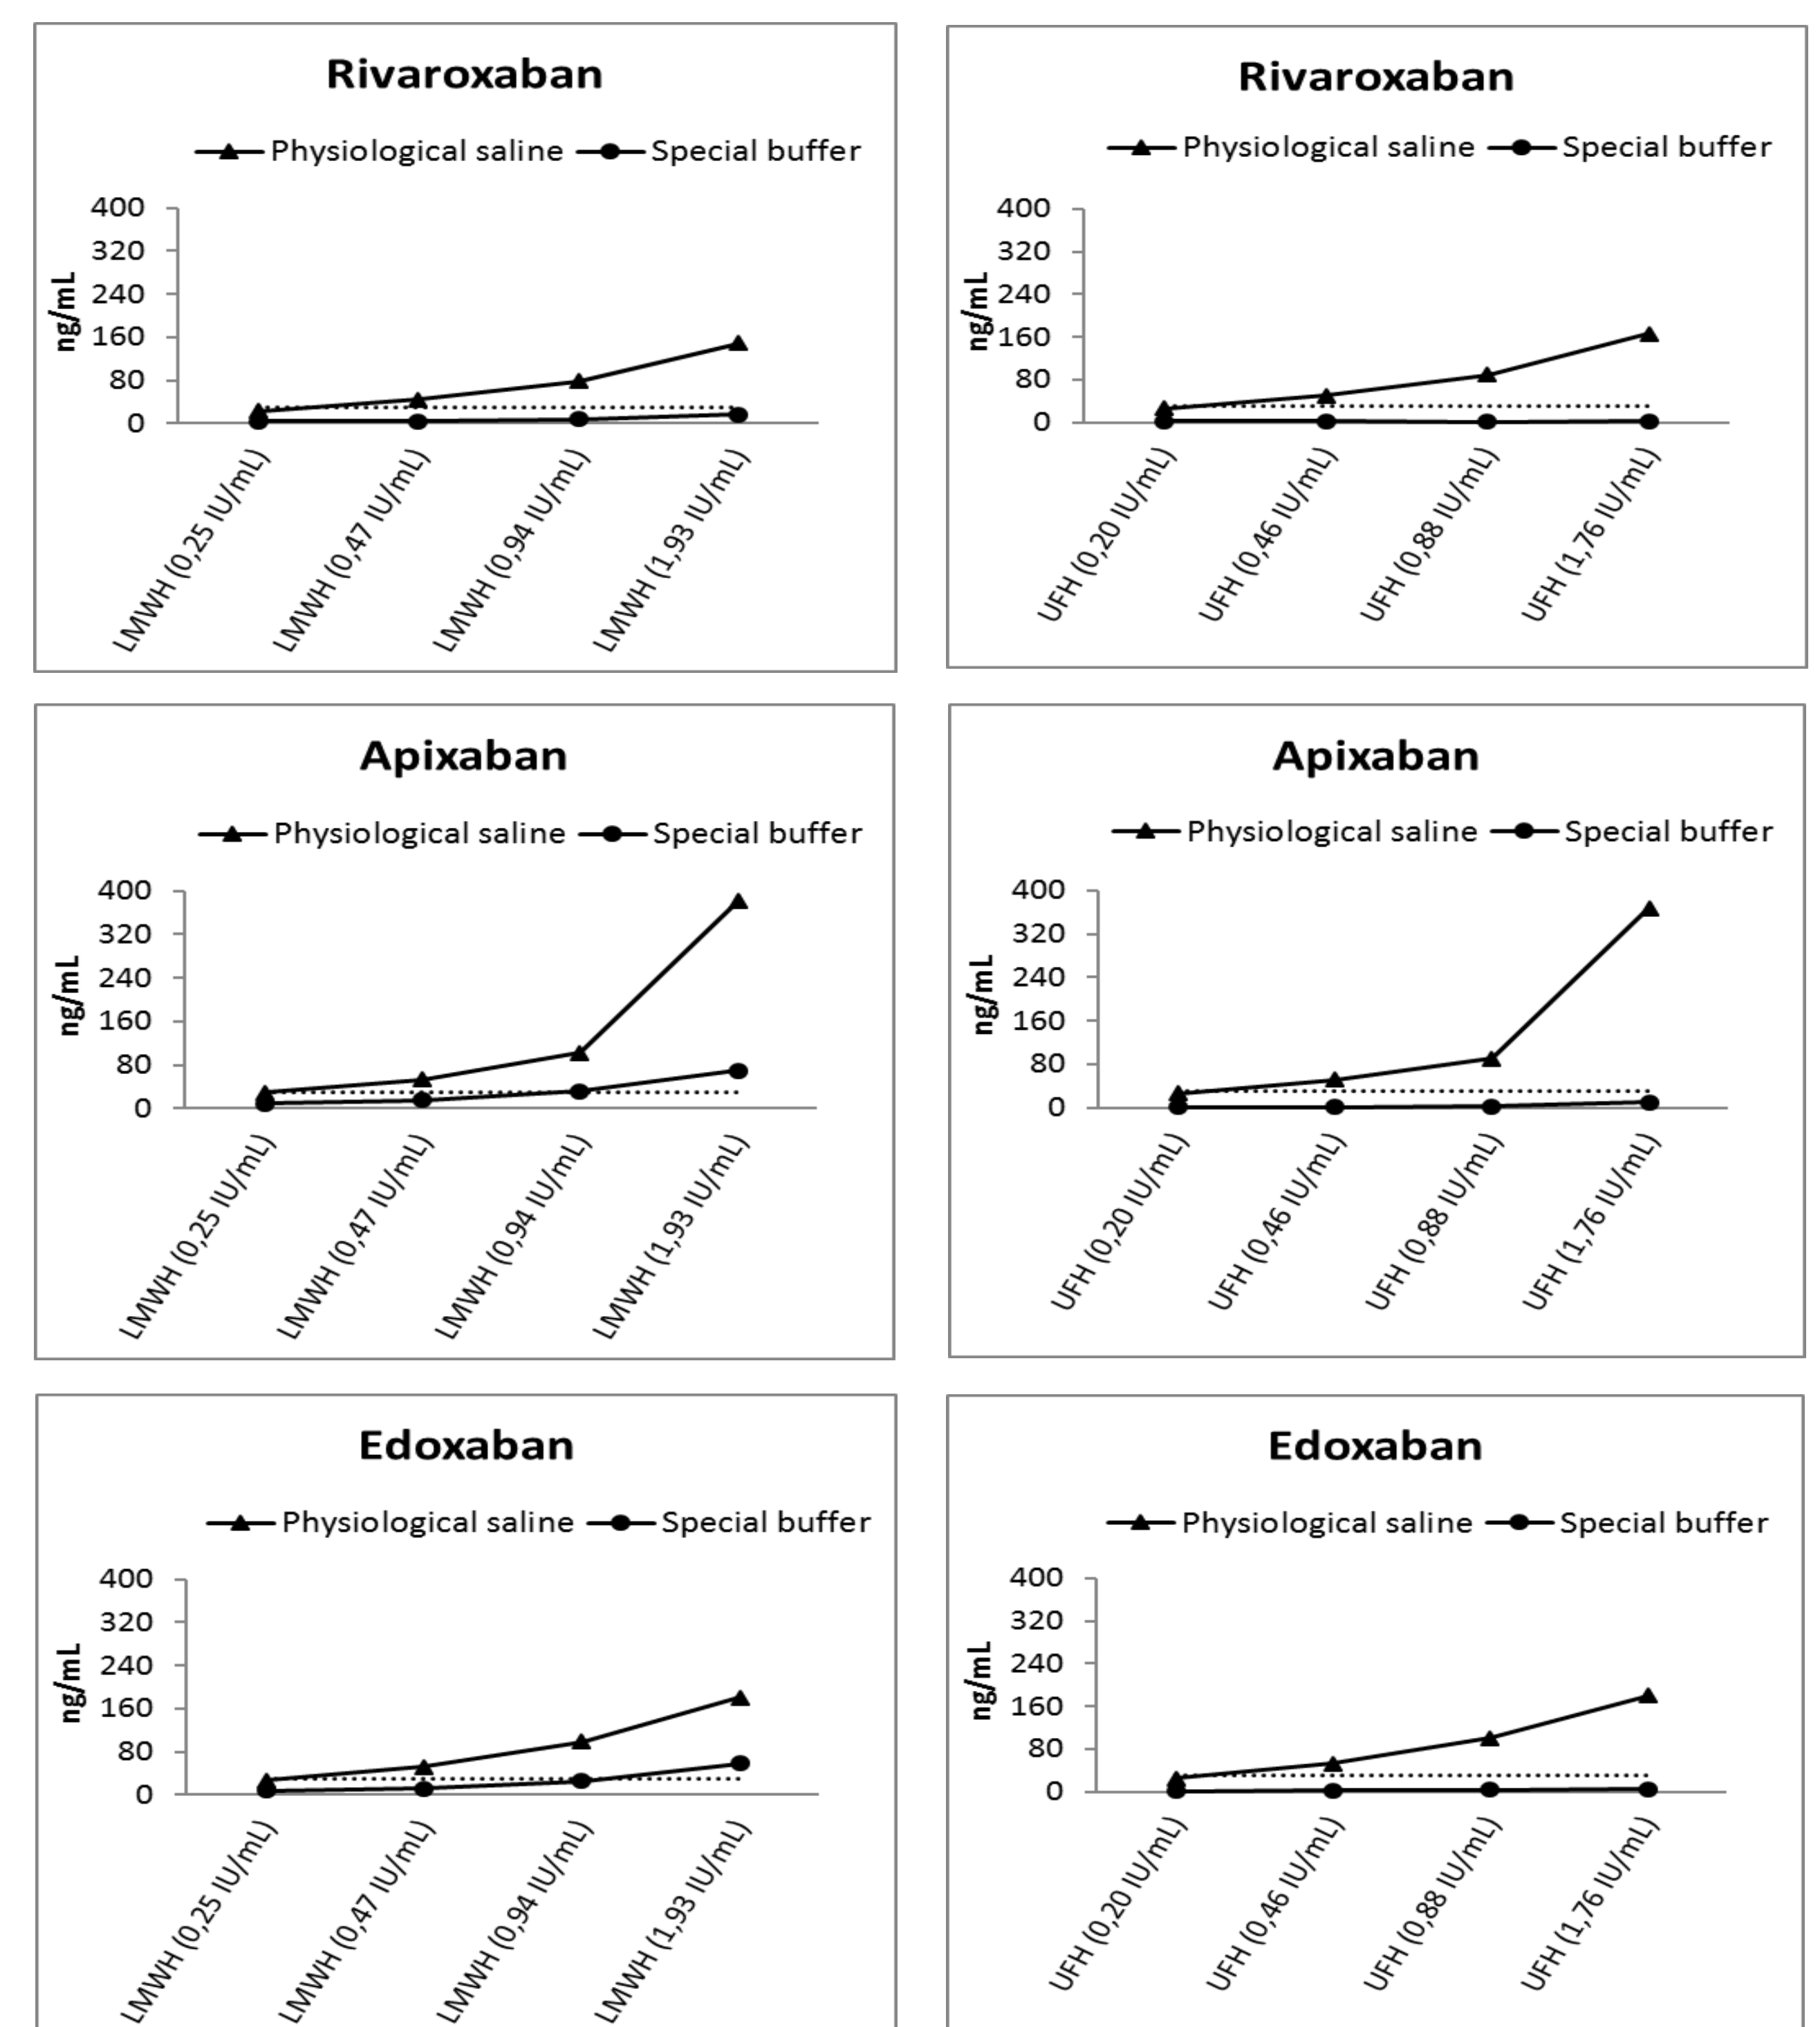 Rivaroxaban
Physiological saline Special buffer
400
320
240
160
80
0
ng/mL
LMWH (0,25 IU/mL)
LMWH (0,47 IU/mL)
LMWH (0,94 IU/mL)
LMWH (1,93 IU/mL)
Rivaroxaban
Physiological saline Special buffer
400
320
240
160
80
0
ng/mL
UFH (0,20 IU/mL)
UFH (0,46 IU/mL)
UFH (0,88 IU/mL)
UFH (1,76 IU/mL)
Apixaban
Physiological saline Special buffer
400
320
240
160
80
0
ng/mL
LMWH (0,25 IU/mL)
LMWH (0,47 IU/mL)
LMWH (0,94 IU/mL)
LMWH (1,93 IU/mL)
Apixaban
Physiological saline Special buffer
400
320
240
160
80
0
ng/mL
UFH (0,20 IU/mL)
UFH (0,46 IU/mL)
UFH (0,88 IU/mL)
UFH (1,76 IU/mL)
Edoxaban
Physiological saline Special buffer
400
320
240
160
80
0
ng/mL
LMWH (0,25 IU/mL)
LMWH (0,47 IU/mL)
LMWH (0,94 IU/mL)
LMWH (1,93 IU/mL)
Edoxaban
Physiological saline Special buffer
400
320
240
160
80
0
ng/mL
UFH (0,20 IU/mL)
UFH (0,46 IU/mL)
UFH (0,88 IU/mL)
UFH (1,76 IU/mL)